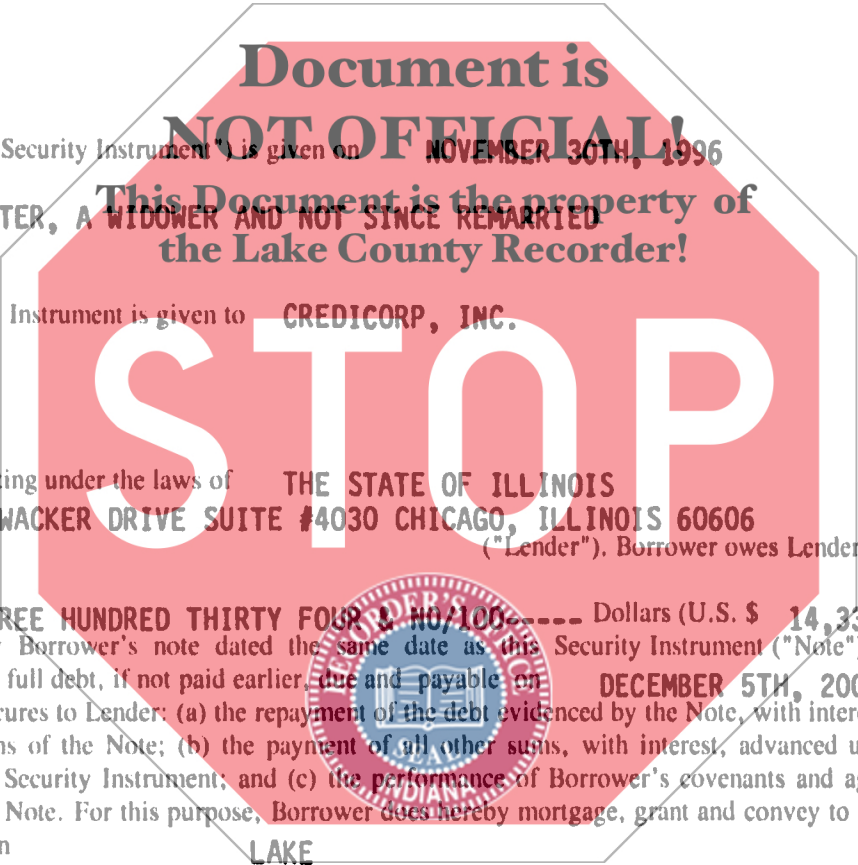 Document is
NOT OFFICIAL!
Security Instrument") is given on NOVEMBER 30TH, 1996
This Document is the property of
TER, A WIDOWER AND NOT SINCE REMARRIED
the Lake County Recorder!
Instrument is given to CREDICORP, INC.
STOP
ting under the laws of THE STATE OF ILLINOIS
WACKER DRIVE SUITE #4030 CHICAGO, ILLINOIS 60606
("Lender"). Borrower owes Lender
REE HUNDRED THIRTY FOUR & NO/100----- Dollars (U.S. $ 14,33
Borrower's note dated the same date as this Security Instrument ("Note")
full debt, if not paid earlier, due and payable on DECEMBER 5TH, 200
cures to Lender: (a) the repayment of the debt evidenced by the Note, with inter
ns of the Note; (b) the payment of all other sums, with interest, advanced u
Security Instrument; and (c) the performance of Borrower's covenants and ag
Note. For this purpose, Borrower does hereby mortgage, grant and convey to
n LAKE
RECORDER'S OFFICE
SEAL
INDIANA